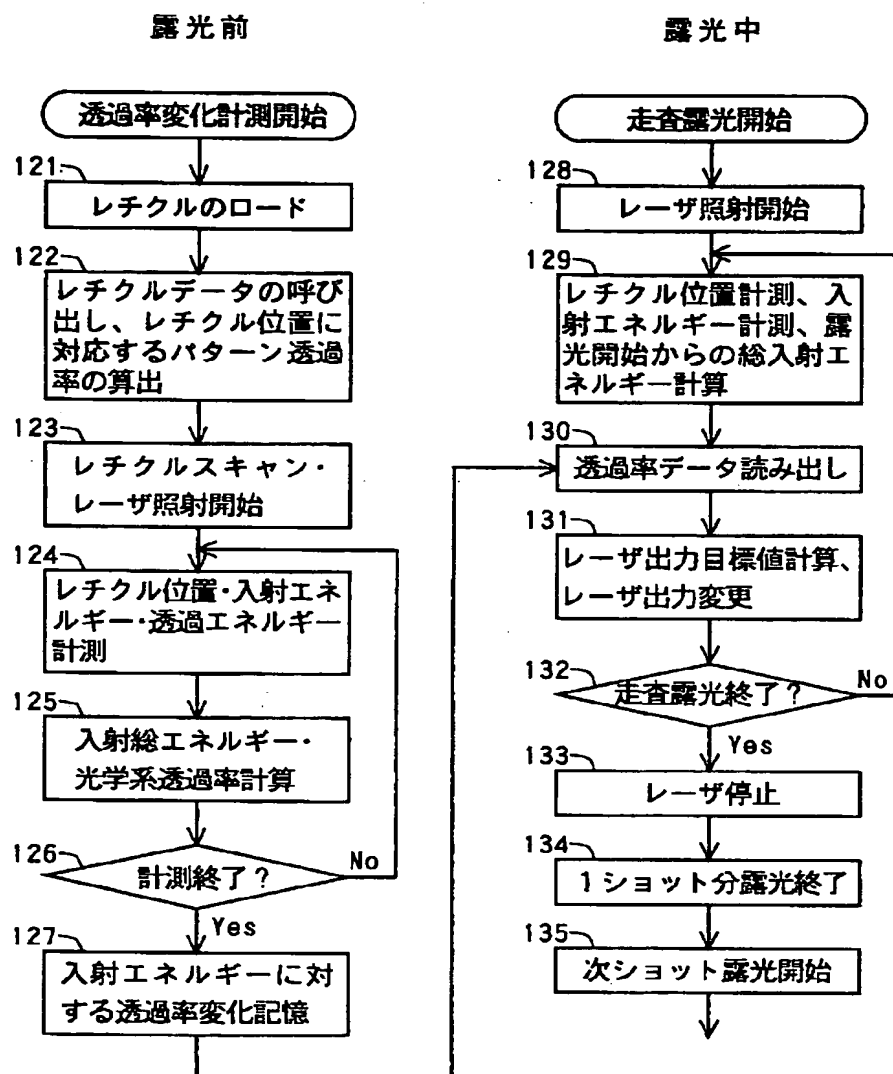 露光前
透過率変化計測開始
121
レチクルのロード
122
レチクルデータの呼び
出し、レチクル位置に
対応するパターン透過
率の算出
123
レチクルスキャン・
レーザ照射開始
124
レチクル位置・入射エネ
ルギー・透過エネルギー
計測
125
入射総エネルギー・
光学系透過率計算
126
計測終了?
No
Yes
127
入射エネルギーに対
する透過率変化記憶
露光中
走査露光開始
128
レーザ照射開始
129
レチクル位置計測、入
射エネルギー計測、露
光開始からの総入射エ
ネルギー計算
130
透過率データ読み出し
131
レーザ出力目標値計算、
レーザ出力変更
132
走査露光終了?
No
Yes
133
レーザ停止
134
1ショット分露光終了
135
次ショット露光開始